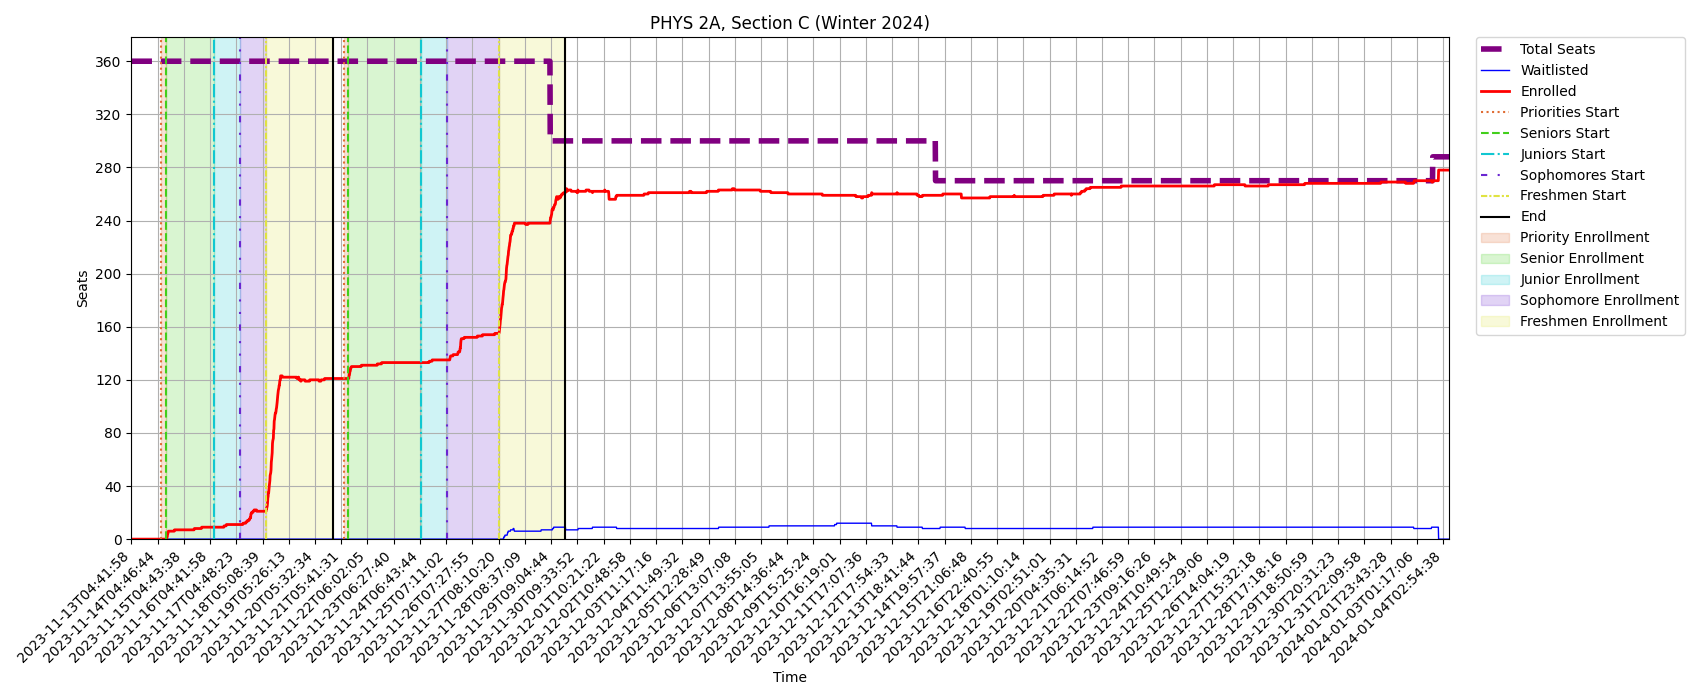 PHYS 2A, Section C (Winter 2024)
Seats
360
320
280
240
200
160
120
80
40
0
2023-11-13T04:41:58
2023-11-14T04:46:44
2023-11-15T04:43:38
2023-11-16T04:41:58
2023-11-17T04:48:23
2023-11-18T05:08:39
2023-11-19T05:26:13
2023-11-20T05:32:34
2023-11-21T05:41:31
2023-11-22T06:02:05
2023-11-23T06:27:40
2023-11-24T06:43:44
2023-11-25T07:11:02
2023-11-26T07:27:55
2023-11-27T08:10:20
2023-11-28T08:37:09
2023-11-29T09:04:44
2023-11-30T09:33:52
2023-12-01T10:21:22
2023-12-02T10:48:58
2023-12-03T11:17:16
2023-12-04T11:49:32
2023-12-05T12:28:49
2023-12-06T13:07:08
2023-12-07T13:55:05
2023-12-08T14:36:44
2023-12-09T15:25:24
2023-12-10T16:19:01
2023-12-11T17:07:36
2023-12-12T17:54:33
2023-12-13T18:41:44
2023-12-14T19:57:37
2023-12-15T21:06:48
2023-12-16T22:40:55
2023-12-18T01:10:14
2023-12-19T02:51:01
2023-12-20T04:35:31
2023-12-21T06:14:52
2023-12-22T07:46:59
2023-12-23T09:16:26
2023-12-24T10:49:54
2023-12-25T12:29:06
2023-12-26T14:04:19
2023-12-27T15:32:18
2023-12-28T17:18:16
2023-12-29T18:50:59
2023-12-30T20:31:23
2023-12-31T22:09:58
2024-01-01T23:43:28
2024-01-03T01:17:06
2024-01-04T02:54:38
Time
Total Seats
Waitlisted
Enrolled
Priorities Start
Seniors Start
Juniors Start
Sophomores Start
Freshmen Start
End
Priority Enrollment
Senior Enrollment
Junior Enrollment
Sophomore Enrollment
Freshmen Enrollment